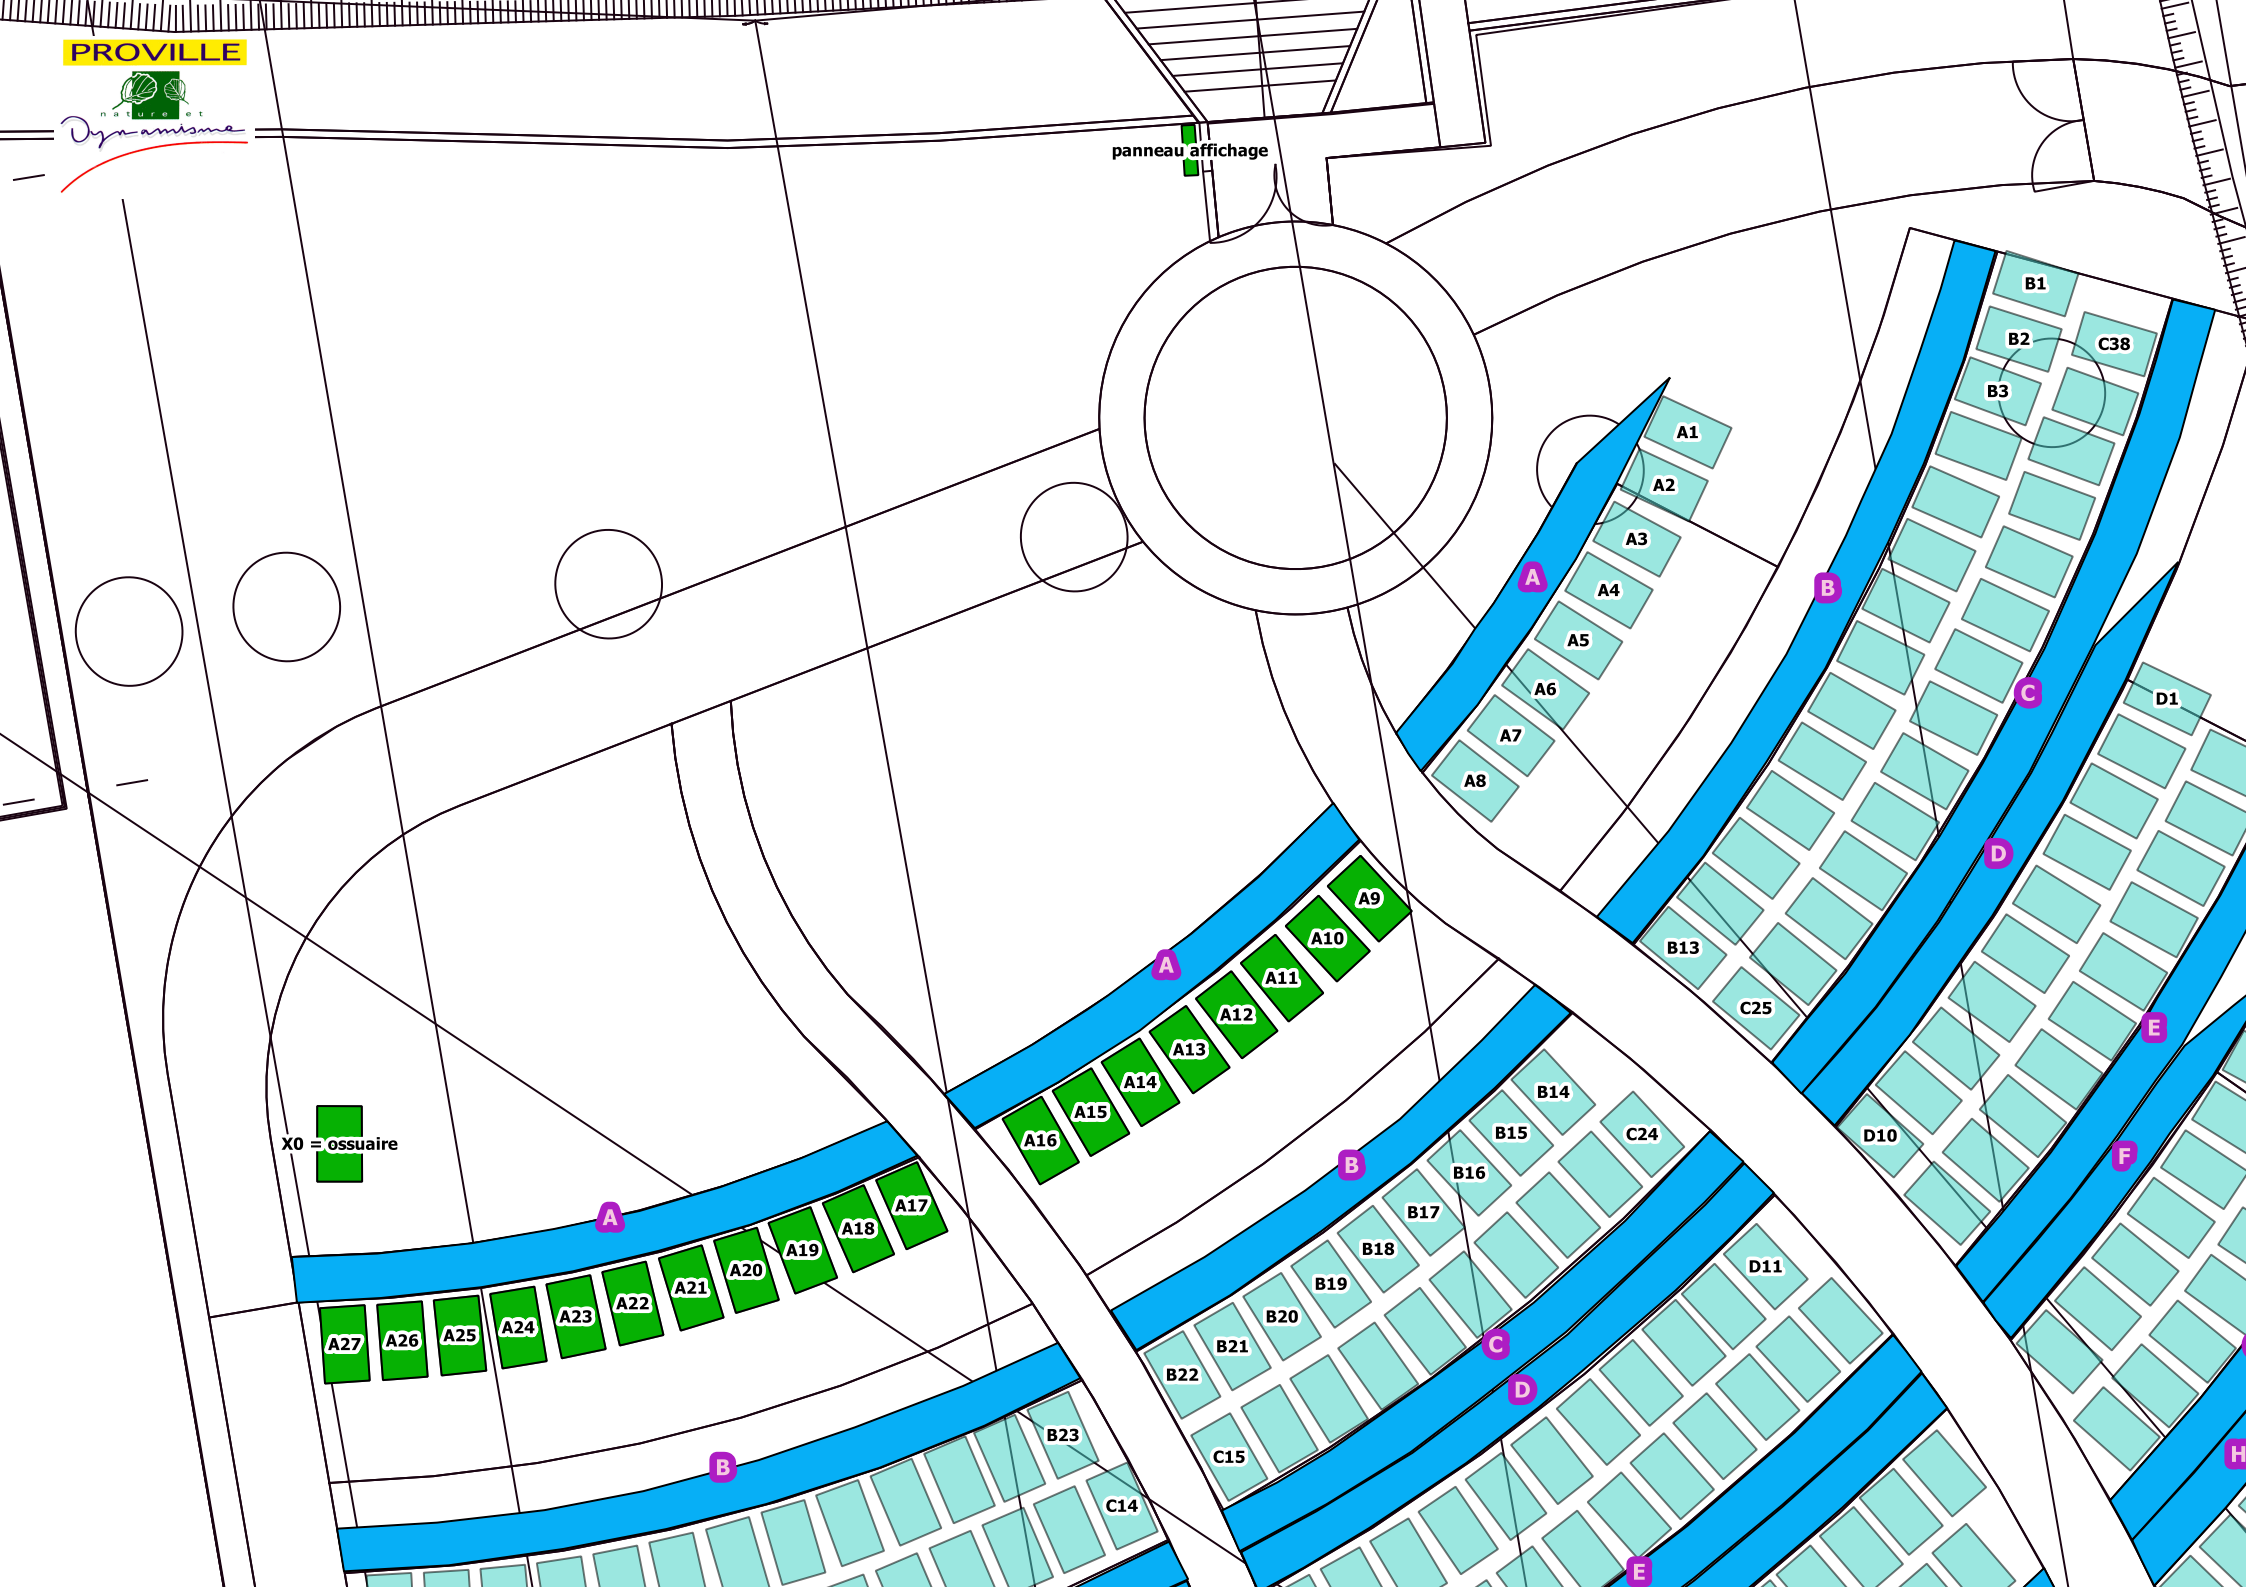 PROVILLE
nature et
Dynamisme
panneau affichage
B1
B2
C38
B3
A1
A2
A3
A
A4
B
A5
A6
C
D1
A7
A8
D
A9
A10
B13
A
A11
C25
A12
E
A13
A14
B14
A15
B15
C24
D10
A16
X0 = ossuaire
F
B
B16
A17
B17
A
A18
B18
A19
D11
A20
B19
A21
A22
B20
A23
A24
A25
A26
A27
B21
C
B22
D
B23
C15
H
B
C14
E